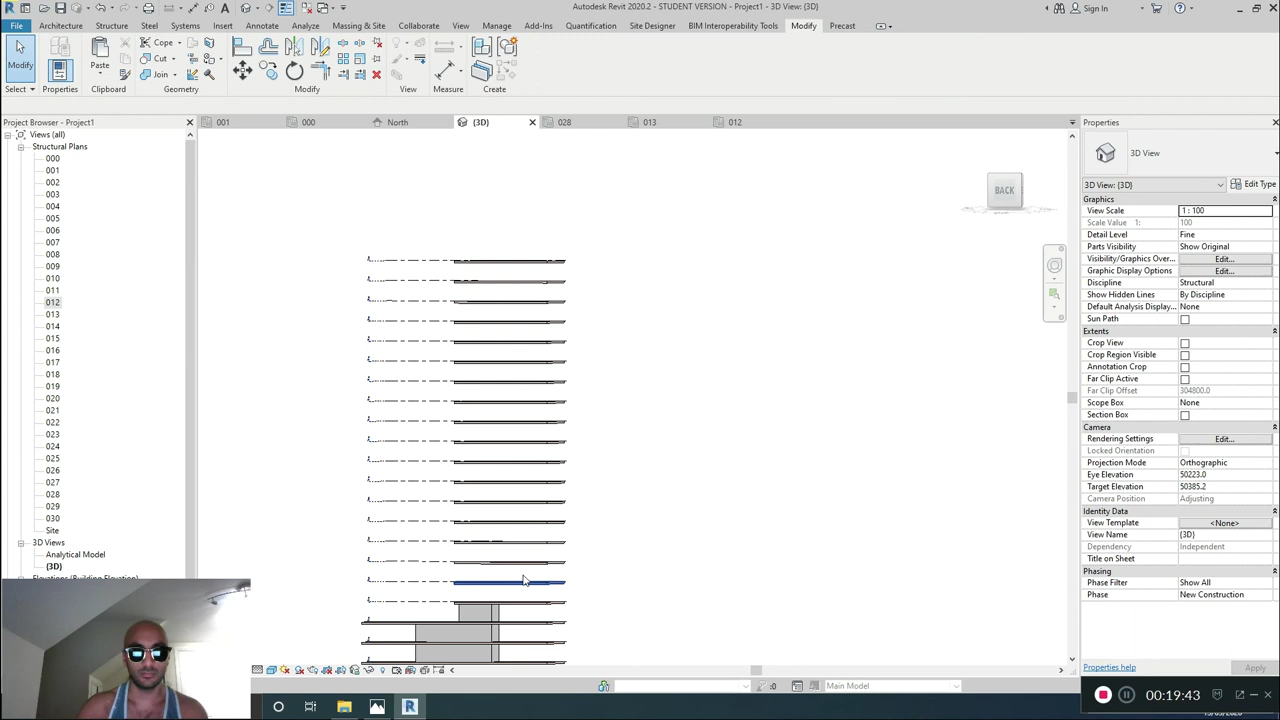 Autodesk Revit 2020.2 - STUDENT VERSION - Project1 - 3D View: {3D}
Sign In
File
Architecture
Structure
Steel
Systems
Insert
Annotate
Analyze
Massing & Site
Collaborate
View
Manage
Add-Ins
Quantification
Site Designer
BIM Interoperability Tools
Modify
Precast
Modify
Paste
Cope
Cut
Join
Select
Properties
Clipboard
Geometry
Modify
View
Measure
Create
Project Browser - Project1
001
000
North
{3D}
028
013
012
Properties
Views (all)
Structural Plans
000
001
002
003
004
005
006
007
008
009
010
011
012
013
014
015
016
017
018
019
020
021
022
023
024
025
026
027
028
029
030
Site
3D Views
Analytical Model
{3D}
Elevations (Building Elevation)
BACK
3D View
3D View: {3D}
Edit Type
Graphics
View Scale
1 : 100
Scale Value 1:
100
Detail Level
Fine
Parts Visibility
Show Original
Visibility/Graphics Over...
Edit...
Graphic Display Options
Edit...
Discipline
Structural
Show Hidden Lines
By Discipline
Default Analysis Display...
None
Sun Path
Extents
Crop View
Crop Region Visible
Annotation Crop
Far Clip Active
Far Clip Offset
304800.0
Scope Box
None
Section Box
Camera
Rendering Settings
Edit...
Locked Orientation
Projection Mode
Orthographic
Eye Elevation
50223.0
Target Elevation
50385.2
Camera Position
Adjusting
Identity Data
View Template
<None>
View Name
{3D}
Dependency
Independent
Title on Sheet
Phasing
Phase Filter
Show All
Phase
New Construction
Properties help
Apply
:0
Main Model
00:19:43